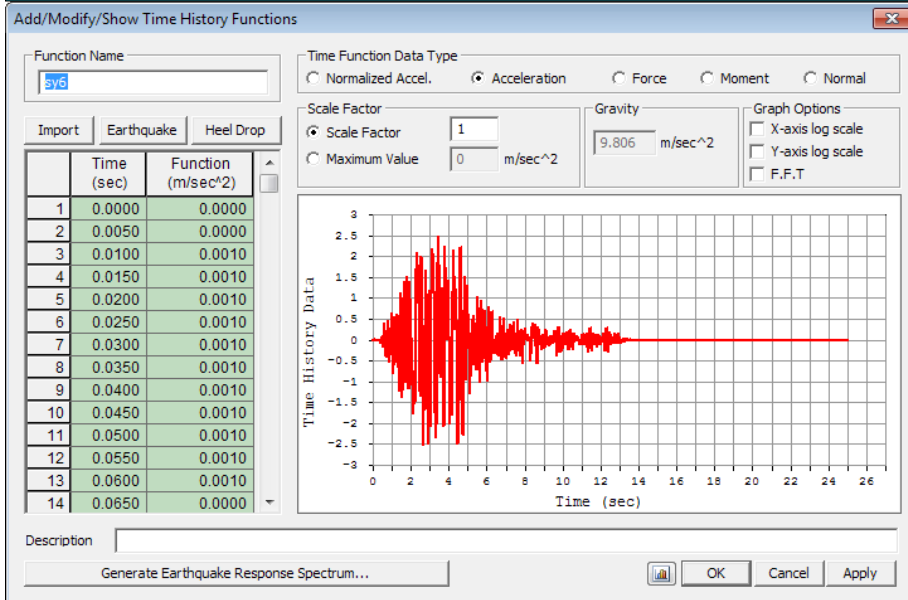 Add/Modify/Show Time History Functions
Function Name
sy6
Import Earthquake Heel Drop
Time Function Data Type
Normalized Accel. Acceleration Force Moment Normal
Scale Factor
Scale Factor 1
Maximum Value 0 m/sec^2
Gravity
9.806 m/sec^2
Graph Options
X-axis log scale
Y-axis log scale
F.F.T
Time Function
(sec) (m/sec^2)
1 0.0000 0.0000
2 0.0050 0.0000
3 0.0100 0.0010
4 0.0150 0.0010
5 0.0200 0.0010
6 0.0250 0.0010
7 0.0300 0.0010
8 0.0350 0.0010
9 0.0400 0.0010
10 0.0450 0.0010
11 0.0500 0.0010
12 0.0550 0.0010
13 0.0600 0.0010
14 0.0650 0.0000
Time History Data
3
2.5
2
1.5
1
0.5
0
-0.5
-1
-1.5
-2
-2.5
-3
0 2 4 6 8 10 12 14 16 18 20 22 24 26
Time (sec)
Description
Generate Earthquake Response Spectrum... OK Cancel Apply